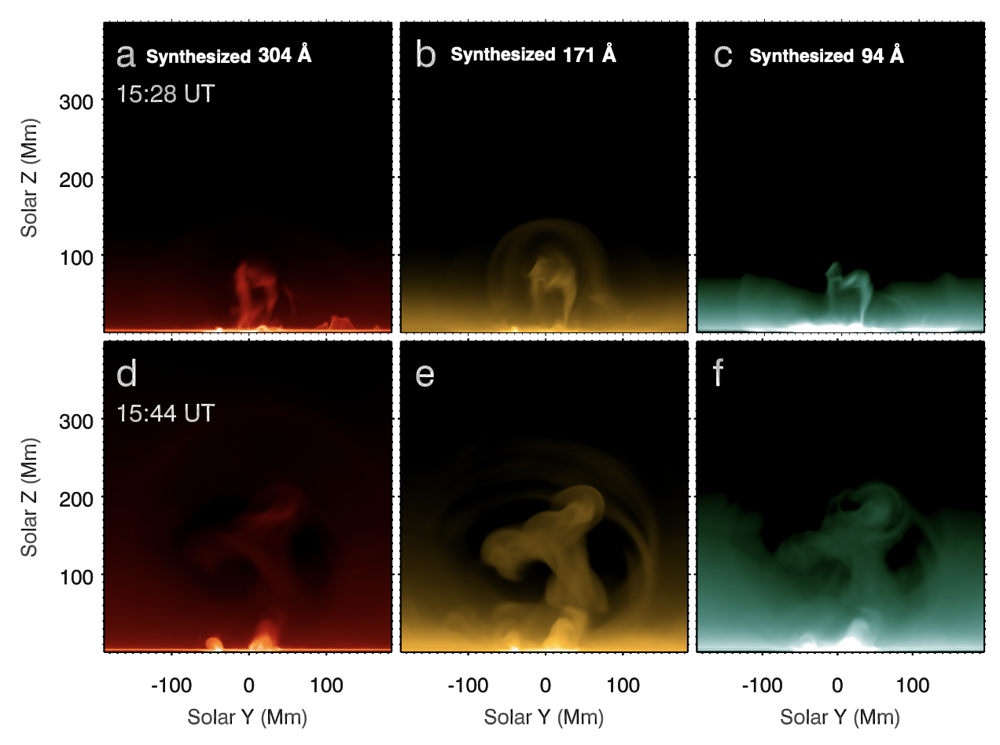 a Synthesized 304 Å
15:28 UT
b Synthesized 171 Å
c Synthesized 94 Å
300
200
100
Solar Z (Mm)
d
15:44 UT
e
f
300
200
100
Solar Z (Mm)
-100 0 100
-100 0 100
-100 0 100
Solar Y (Mm)
Solar Y (Mm)
Solar Y (Mm)